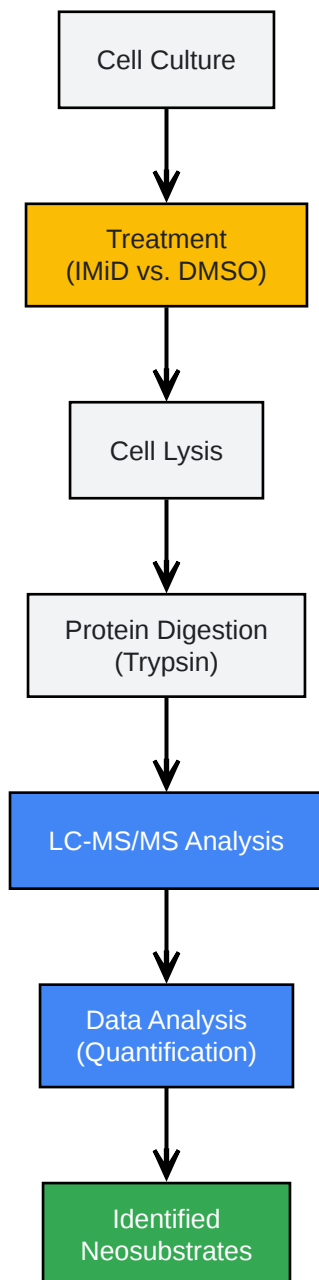 Cell Culture
Treatment
(IMiD vs. DMSO)
Cell Lysis
Protein Digestion
(Trypsin)
LC-MS/MS Analysis
Data Analysis
(Quantification)
Identified
Neosubstrates